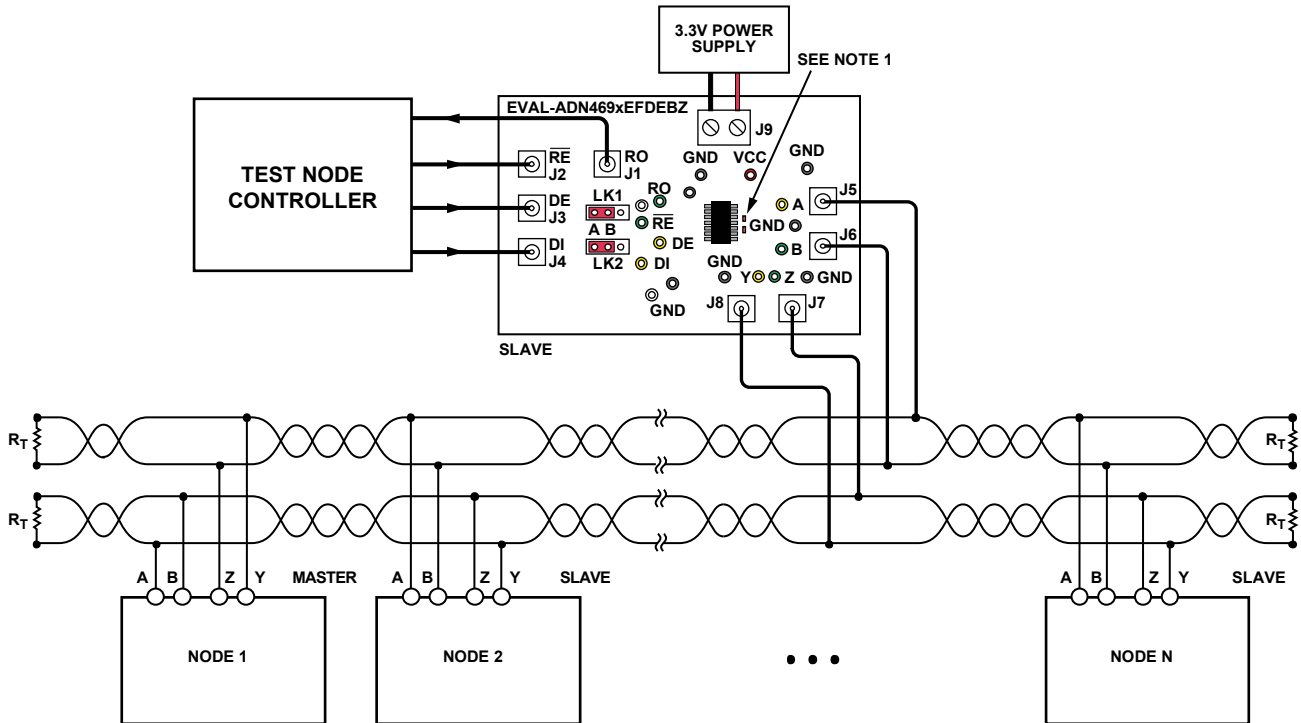 3.3V POWER
SUPPLY
SEE NOTE 1
EVAL-ADN469xEFDEBZ
J9
TEST NODE
CONTROLLER
RE
J2
RO
J1
GND
VCC
GND
DE
J3
LK1
RO
RE
A
J5
GND
A B
DE
B
J6
DI
J4
LK2
DI
GND
Y
Z
GND
GND
J8
J7
SLAVE
RT
RT
RT
RT
A
B
Z
Y
MASTER
A
B
Z
Y
SLAVE
A
B
Z
Y
SLAVE
NODE 1
NODE 2
• • •
NODE N